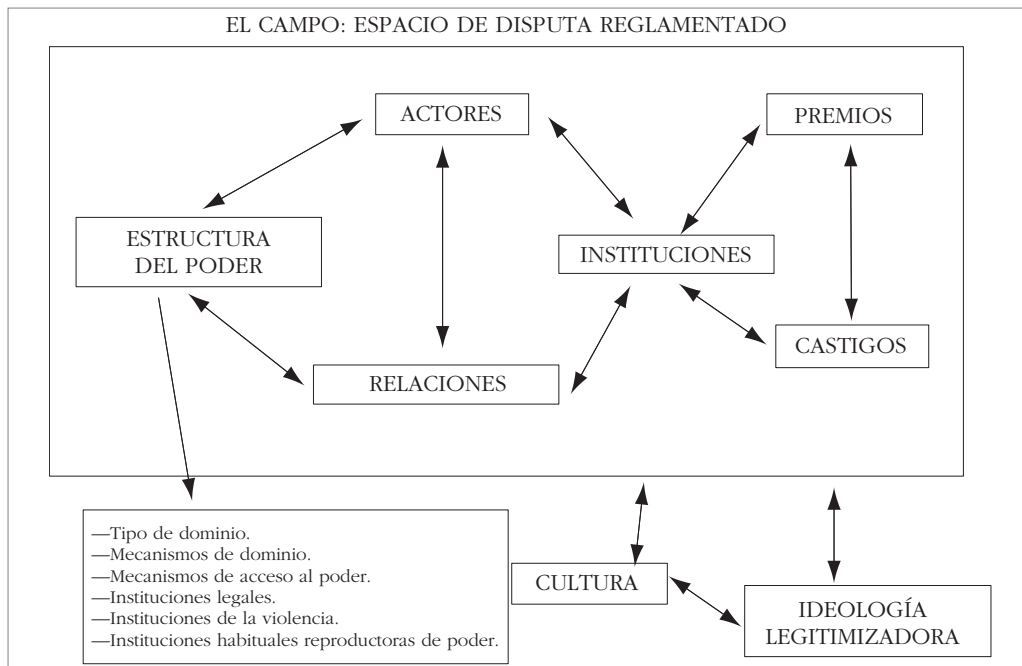 EL CAMPO: ESPACIO DE DISPUTA REGLAMENTADO
ACTORES
PREMIOS
ESTRUCTURA
DEL PODER
INSTITUCIONES
CASTIGOS
RELACIONES
—Tipo de dominio.
—Mecanismos de dominio.
—Mecanismos de acceso al poder.
—Instituciones legales.
—Instituciones de la violencia.
—Instituciones habituales reproductoras de poder.
CULTURA
IDEOLOGÍA
LEGITIMIZADORA